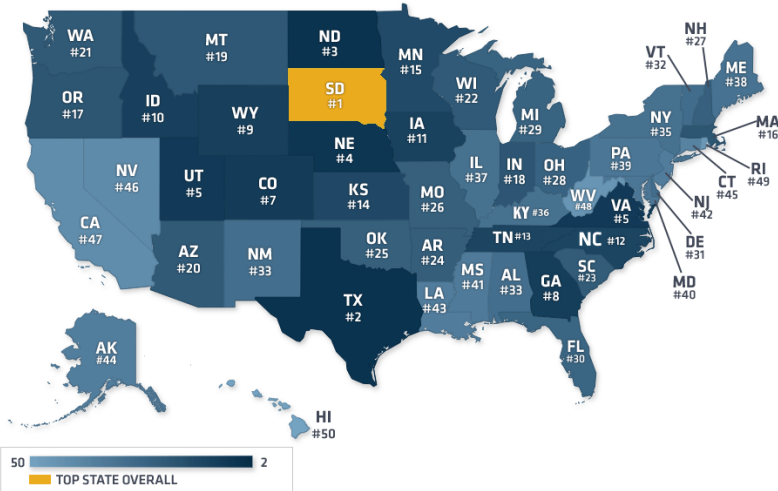 WA
#21
MT
#19
ND
#3
MN
#15
OR
#17
ID
#10
WY
#9
SD
#1
WI
#22
MI
#29
NH
#27
VT
#32
ME
#38
NY
#35
MA
#16
RI
#49
CT
#45
NJ
#42
DE
#31
MD
#40
PA
#39
NV
#46
UT
#5
CO
#7
NE
#4
IA
#11
IL
#37
IN
#18
OH
#28
WV
#48
VA
#5
KS
#14
MO
#26
KY #36
CA
#47
AZ
#20
NM
#33
OK
#25
AR
#24
TN #13
NC #12
SC
#23
TX
#2
LA
#43
MS
#41
AL
#33
GA
#8
FL
#30
AK
#44
HI
#50
50 2
TOP STATE OVERALL